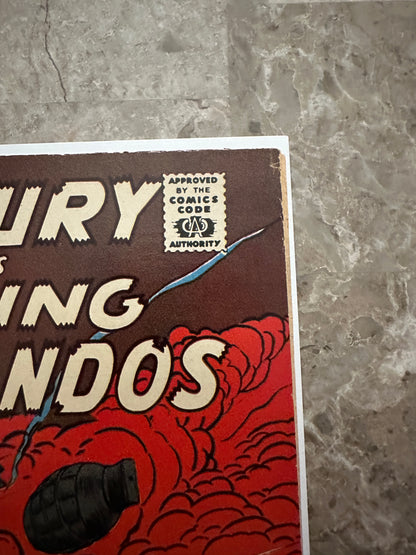 URY
APPROVED
BY THE
COMICS
CODE
CA
AUTHORITY
S
ING
NDOS